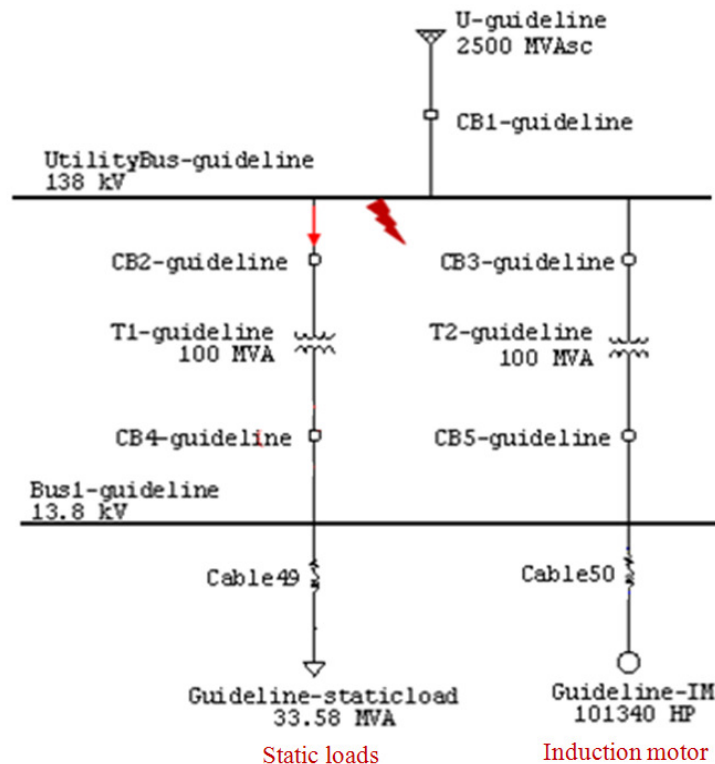 U-guideline
2500 MVAsc
CB1-guideline
UtilityBus-guideline
138 kV
CB2-guideline
CB3-guideline
T1-guideline
100 MVA
T2-guideline
100 MVA
CB4-guideline
CB5-guideline
Bus1-guideline
13.8 kV
Cable49
Cable50
Guideline-staticload
33.58 MVA
Guideline-IM
101340 HP
Static loads
Induction motor